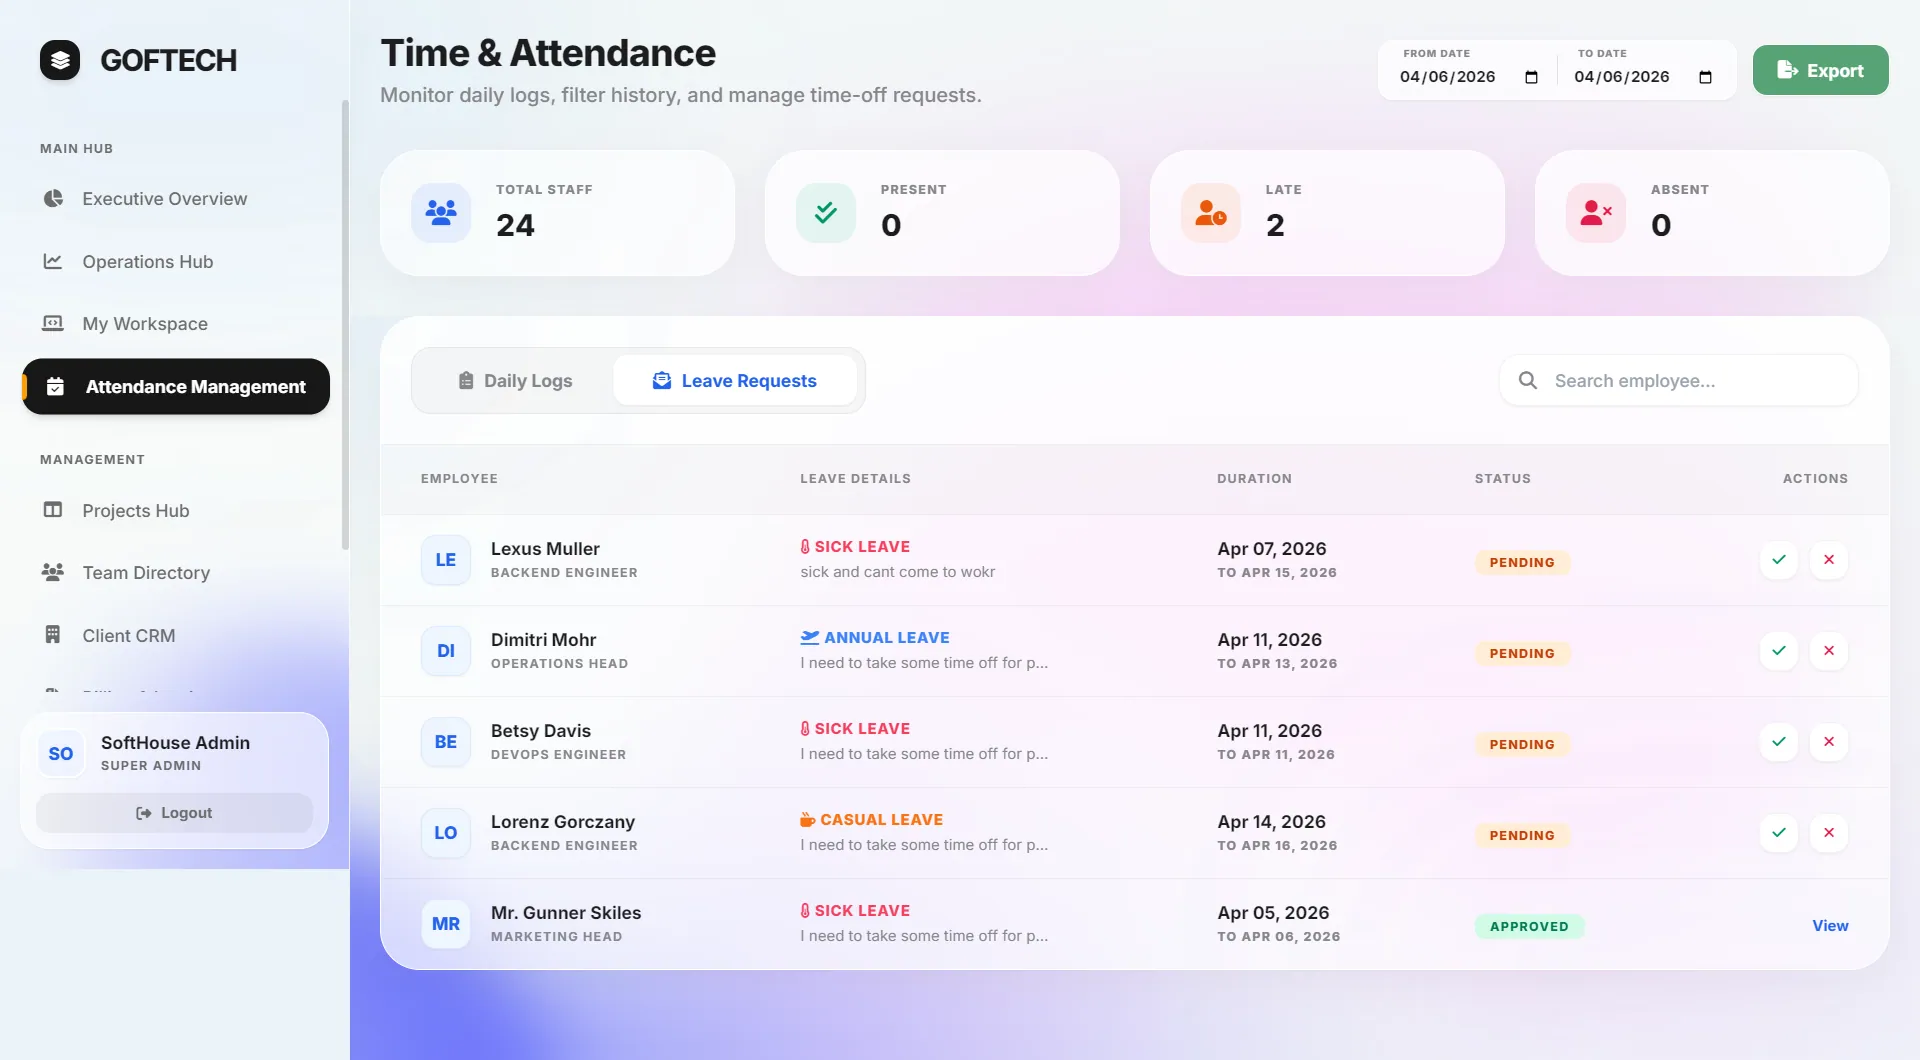 GOFTECH
MAIN HUB
Executive Overview
Operations Hub
My Workspace
Attendance Management
MANAGEMENT
Projects Hub
Team Directory
Client CRM
SO
SoftHouse Admin
SUPER ADMIN
Logout
Time & Attendance
Monitor daily logs, filter history, and manage time-off requests.
FROM DATE
04/06/2026
TO DATE
04/06/2026
Export
TOTAL STAFF
24
PRESENT
0
LATE
2
ABSENT
0
Daily Logs
Leave Requests
Search employee...
EMPLOYEE LEAVE DETAILS DURATION STATUS ACTIONS
LE
Lexus Muller
BACKEND ENGINEER
SICK LEAVE
sick and cant come to wokr
Apr 07, 2026
TO APR 15, 2026
PENDING
DI
Dimitri Mohr
OPERATIONS HEAD
ANNUAL LEAVE
I need to take some time off for p...
Apr 11, 2026
TO APR 13, 2026
PENDING
BE
Betsy Davis
DEVOPS ENGINEER
SICK LEAVE
I need to take some time off for p...
Apr 11, 2026
TO APR 11, 2026
PENDING
LO
Lorenz Gorczany
BACKEND ENGINEER
CASUAL LEAVE
I need to take some time off for p...
Apr 14, 2026
TO APR 16, 2026
PENDING
MR
Mr. Gunner Skiles
MARKETING HEAD
SICK LEAVE
I need to take some time off for p...
Apr 05, 2026
TO APR 06, 2026
APPROVED
View